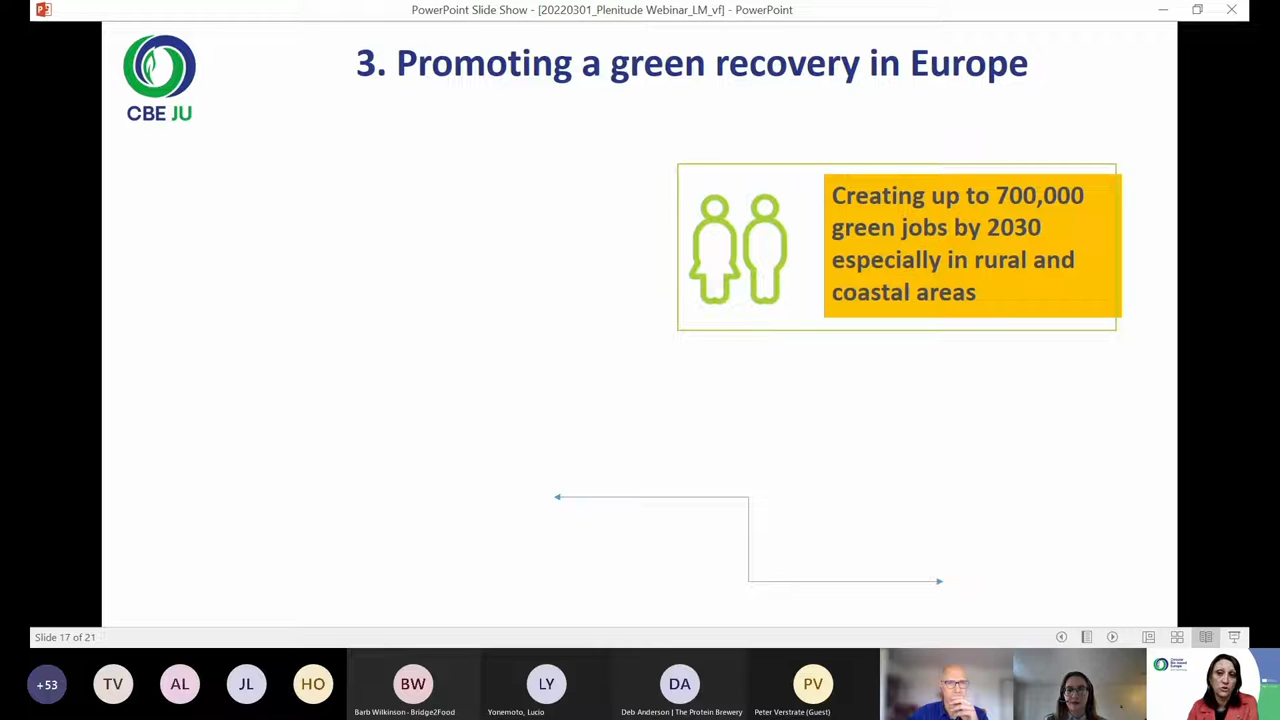 PowerPoint Slide Show - [20220301_Plenitude Webinar_LM_vf] - PowerPoint
3. Promoting a green recovery in Europe
CBE JU
Creating up to 700,000
green jobs by 2030
especially in rural and
coastal areas
Slide 17 of 21
+53
TV
AL
JL
HO
BW
LY
DA
PV
Barb Wilkinson - Bridge2Food
Yonemoto, Lucio
Deb Anderson | The Protein Brewery
Peter Verstrate (Guest)